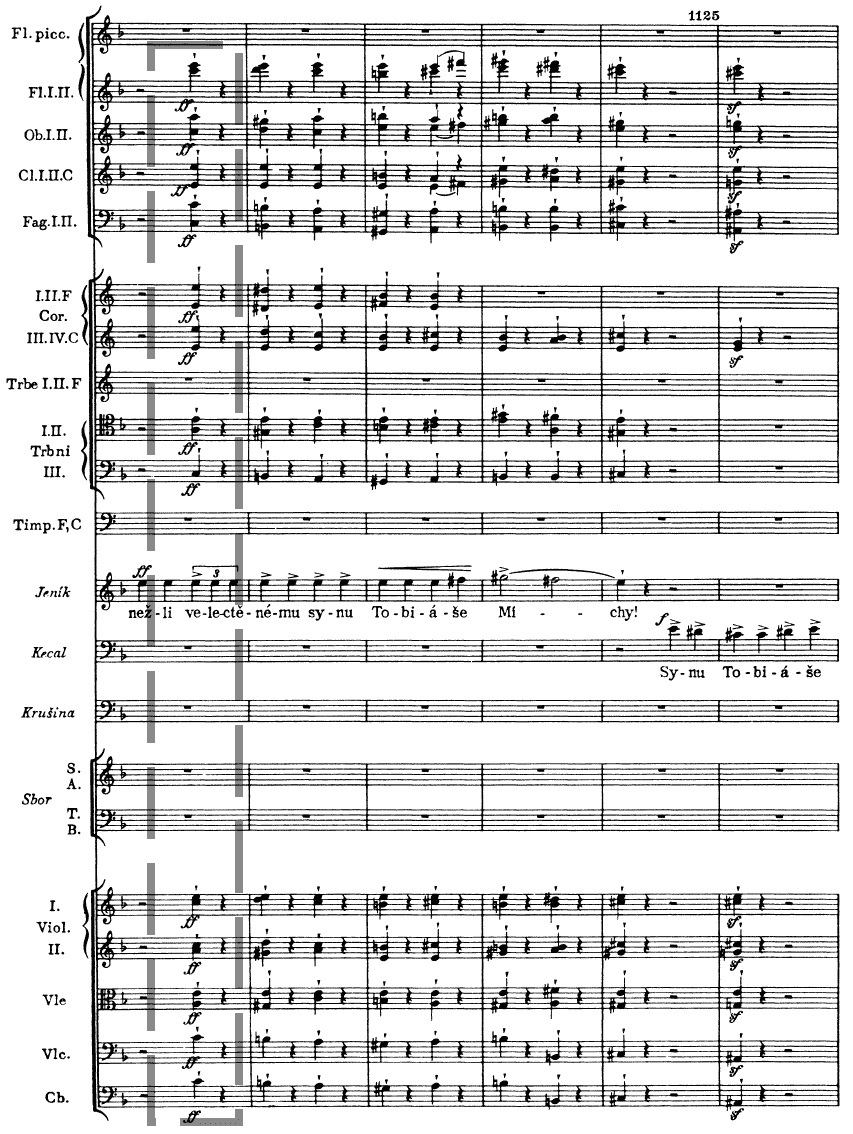 1125
Fl. picc.
Fl.I.II.
ff sf
Ob.I.II.
ff sf
Cl.I.II.C
ff sf
Fag.I.II.
ff sf
I.II.F
ff
Cor.
III.IV.C
ff sf
Trbe I.II.F
I.II.
ff
Trbni
III.
ff
Timp.F,C
ff 3
Jeník
než-li ve-le-ctě-né-mu sy-nu To-bi-á-še Mí - - chy!
f
Kecal
Sy-nu To-bi-á-še
Krušina
S.
A.
Sbor
T.
B.
I.
ff sf
Viol.
II.
ff sf
Vle
ff sf
Vlc.
ff sf
Cb.
ff sf